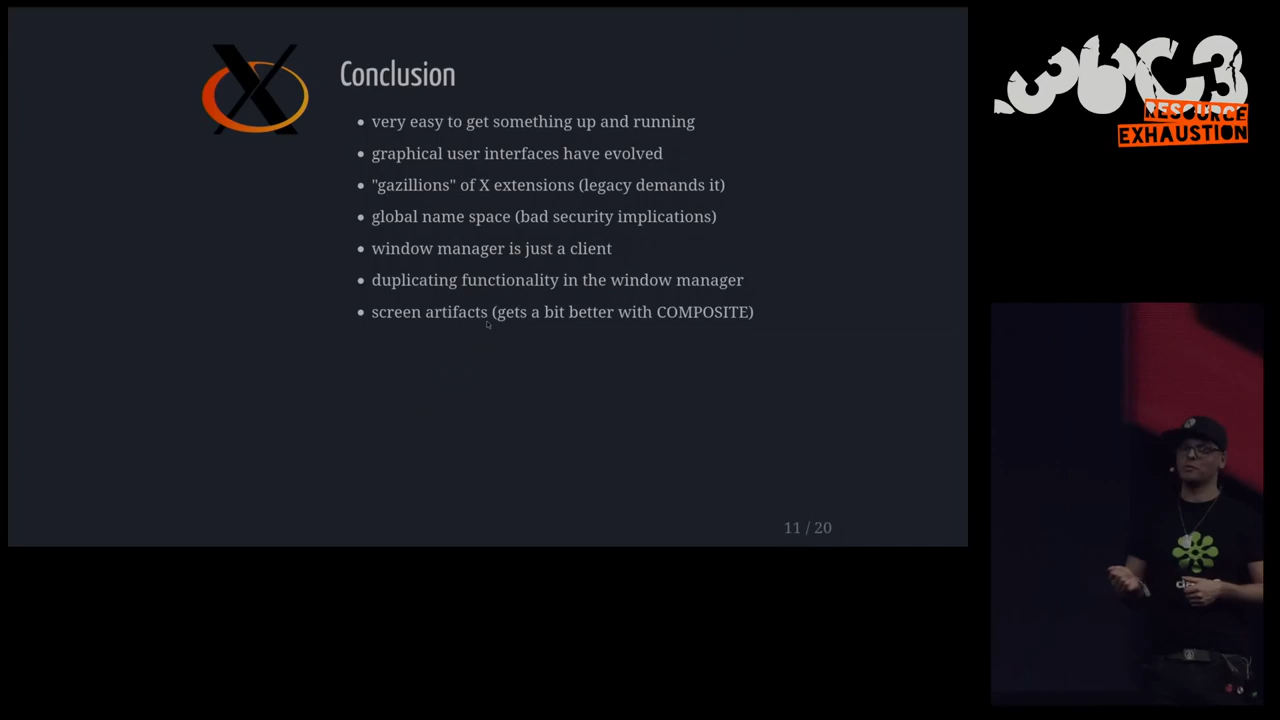 Conclusion
very easy to get something up and running
graphical user interfaces have evolved
"gazillions" of X extensions (legacy demands it)
global name space (bad security implications)
window manager is just a client
duplicating functionality in the window manager
screen artifacts (gets a bit better with COMPOSITE)
11 / 20
36C3
RESOURCE
EXHAUSTION